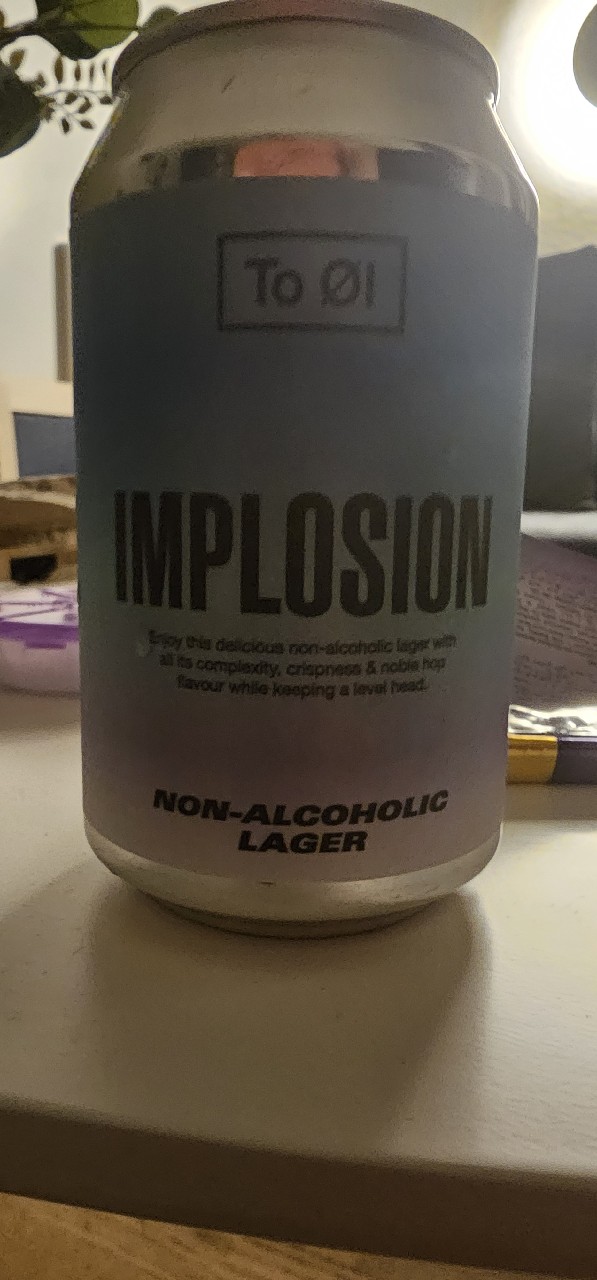 To Øl
IMPLOSION
Enjoy this delicious non-alcoholic lager with
all its complexity, crispness & noble hop
flavour while keeping a level head.
NON-ALCOHOLIC
LAGER